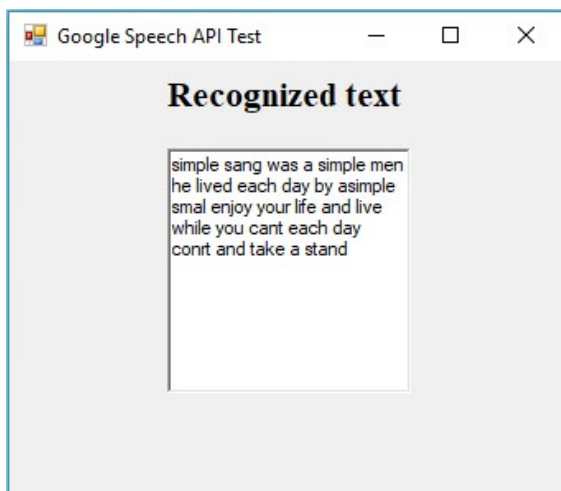 Google Speech API Test
Recognized text
simple sang was a simple men
he lived each day by asimple
smal enjoy your life and live
while you cant each day
conrt and take a stand